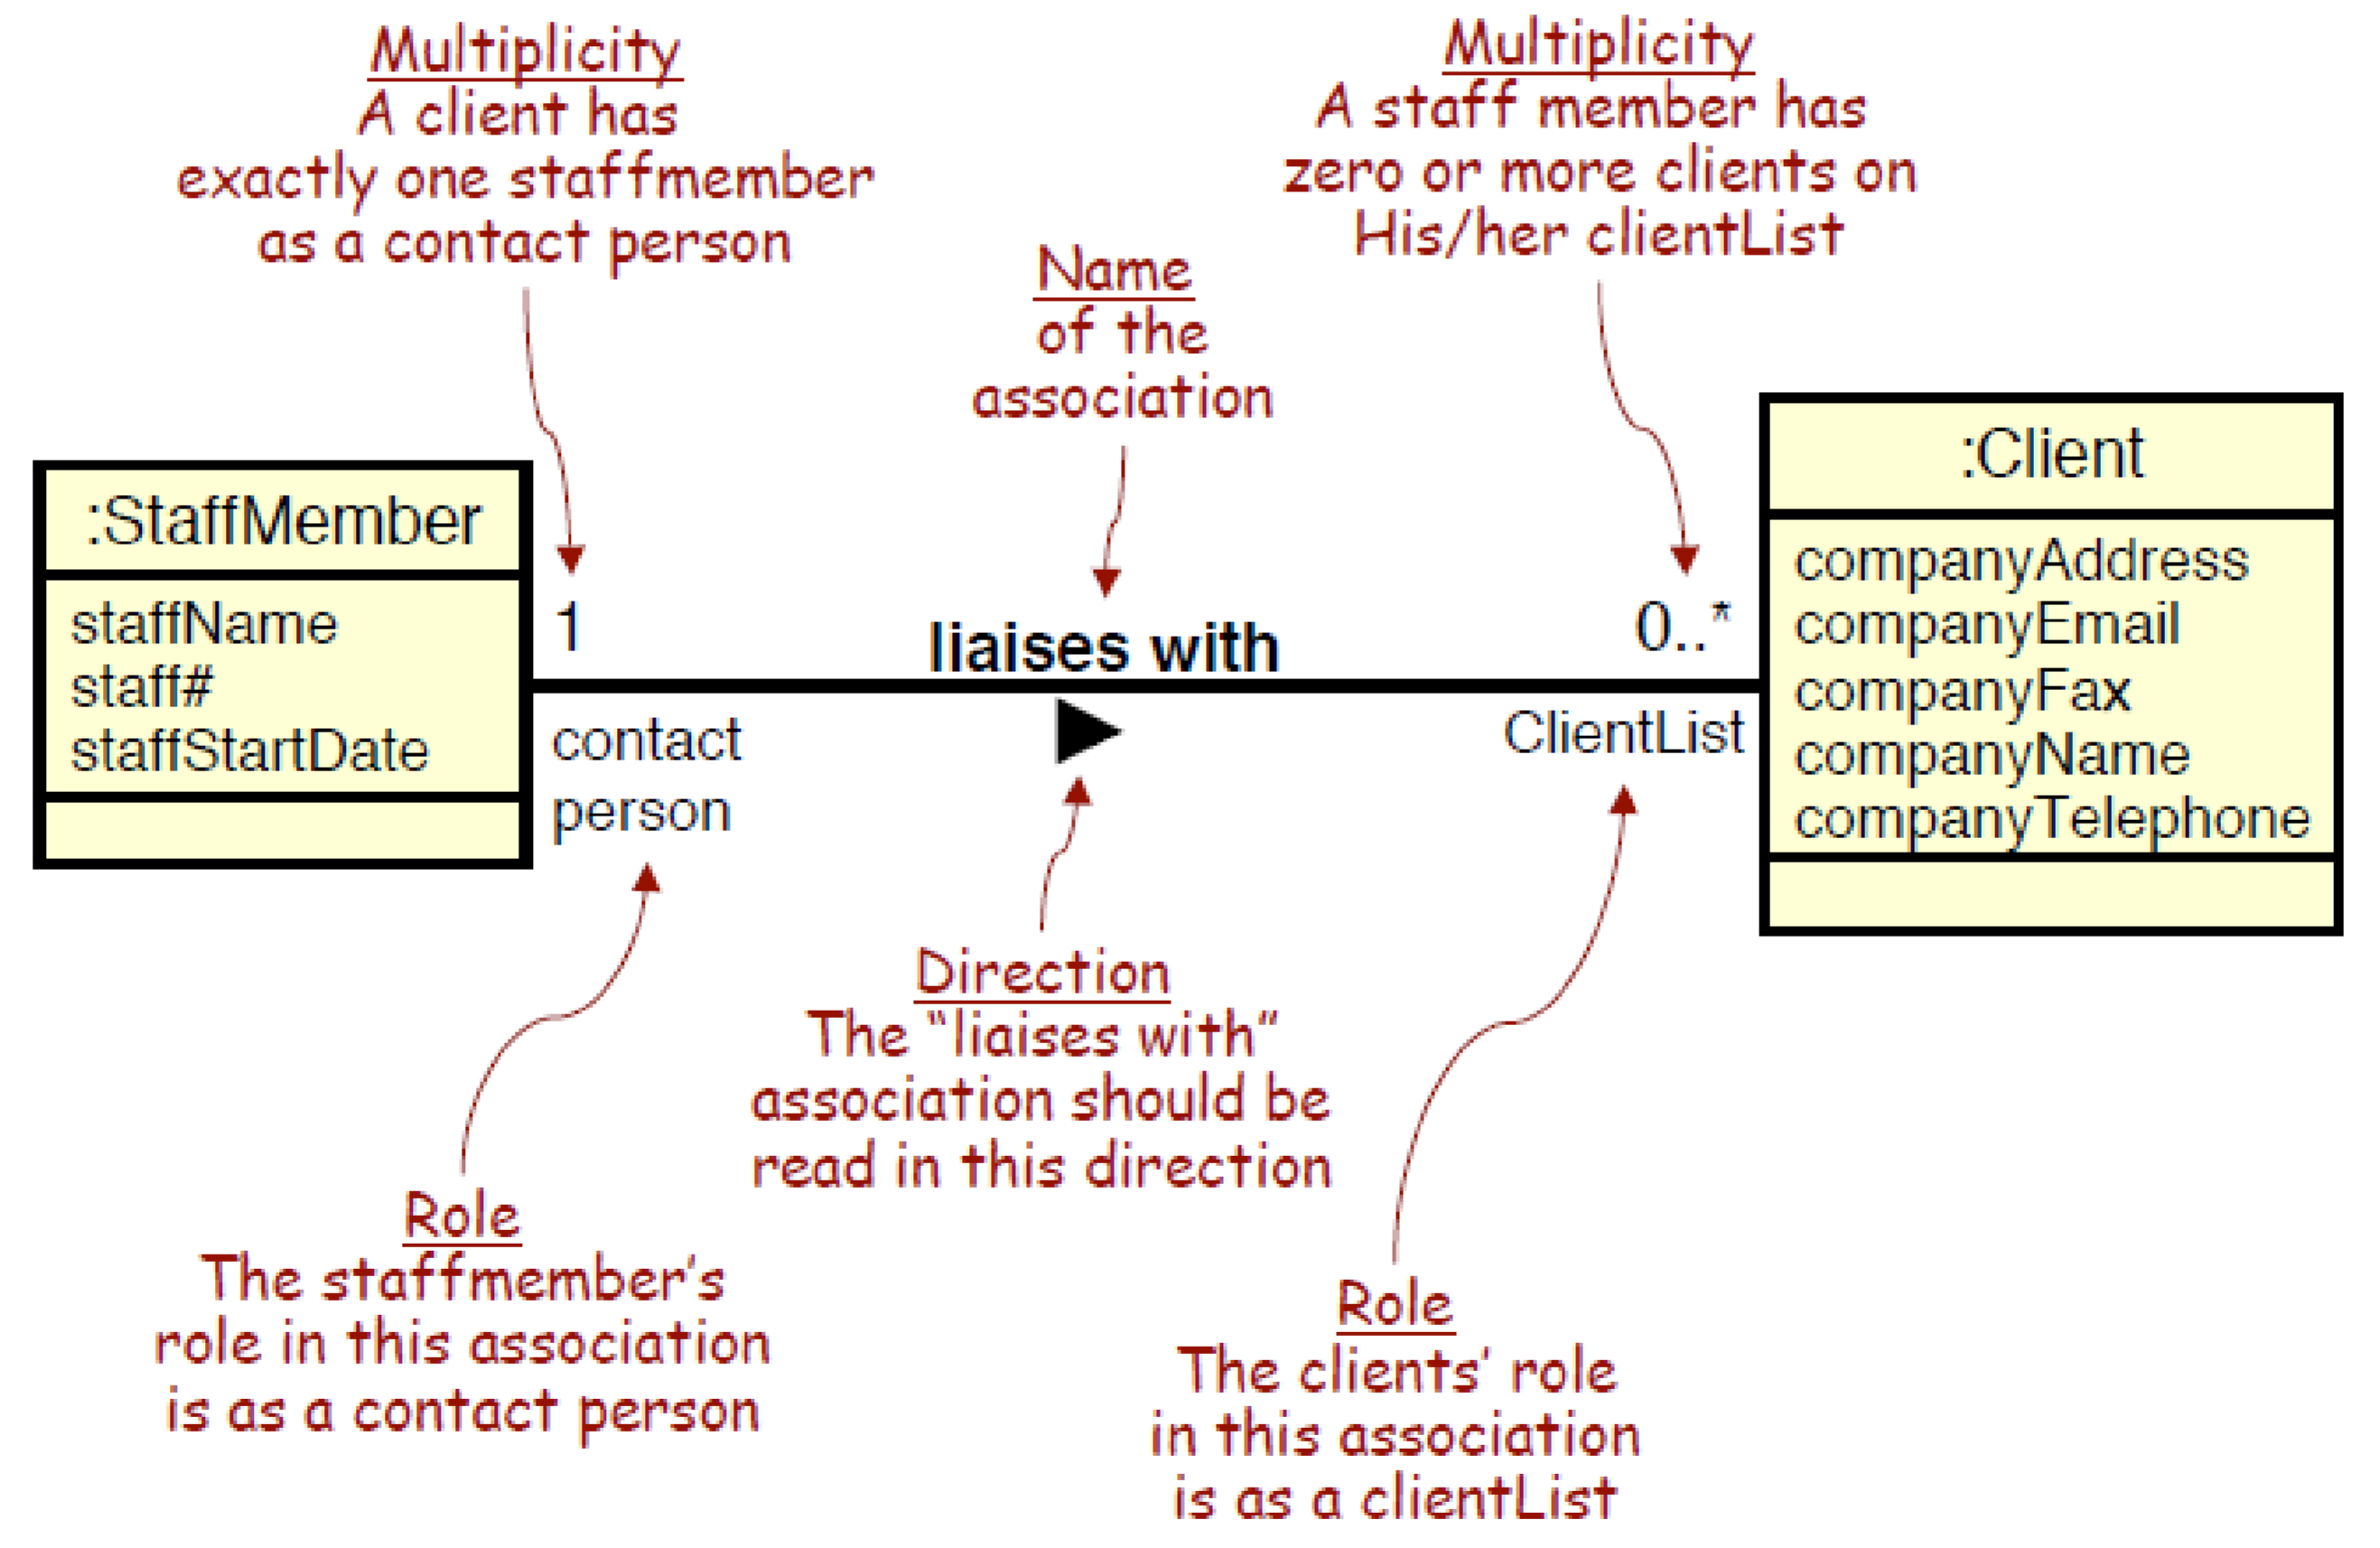 Multiplicity
A client has
exactly one staffmember
as a contact person
Multiplicity
A staff member has
zero or more clients on
His/her clientList
Name
of the
association
:StaffMember
staffName
staff#
staffStartDate
1
liaises with
0..*
contact
person
ClientList
:Client
companyAddress
companyEmail
companyFax
companyName
companyTelephone
Direction
The “liaises with”
association should be
read in this direction
Role
The staffmember’s
role in this association
is as a contact person
Role
The clients’ role
in this association
is as a clientList